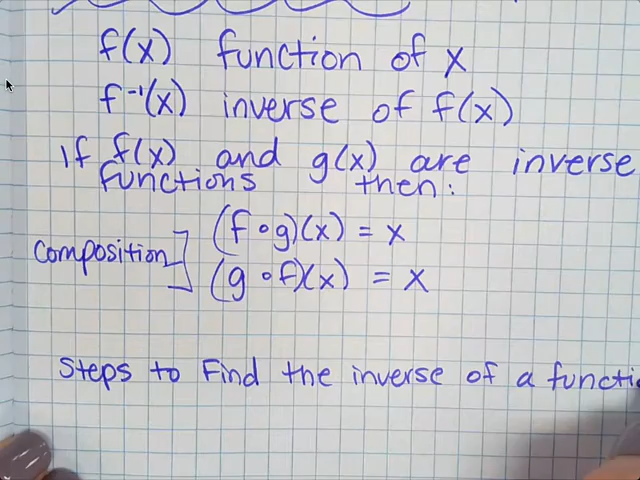 f(x) function of x
f⁻¹(x) inverse of f(x)
If f(x) and g(x) are inverse
functions then:
(f∘g)(x) = x
composition]
(g∘f)(x) = x
Steps to Find the inverse of a functi